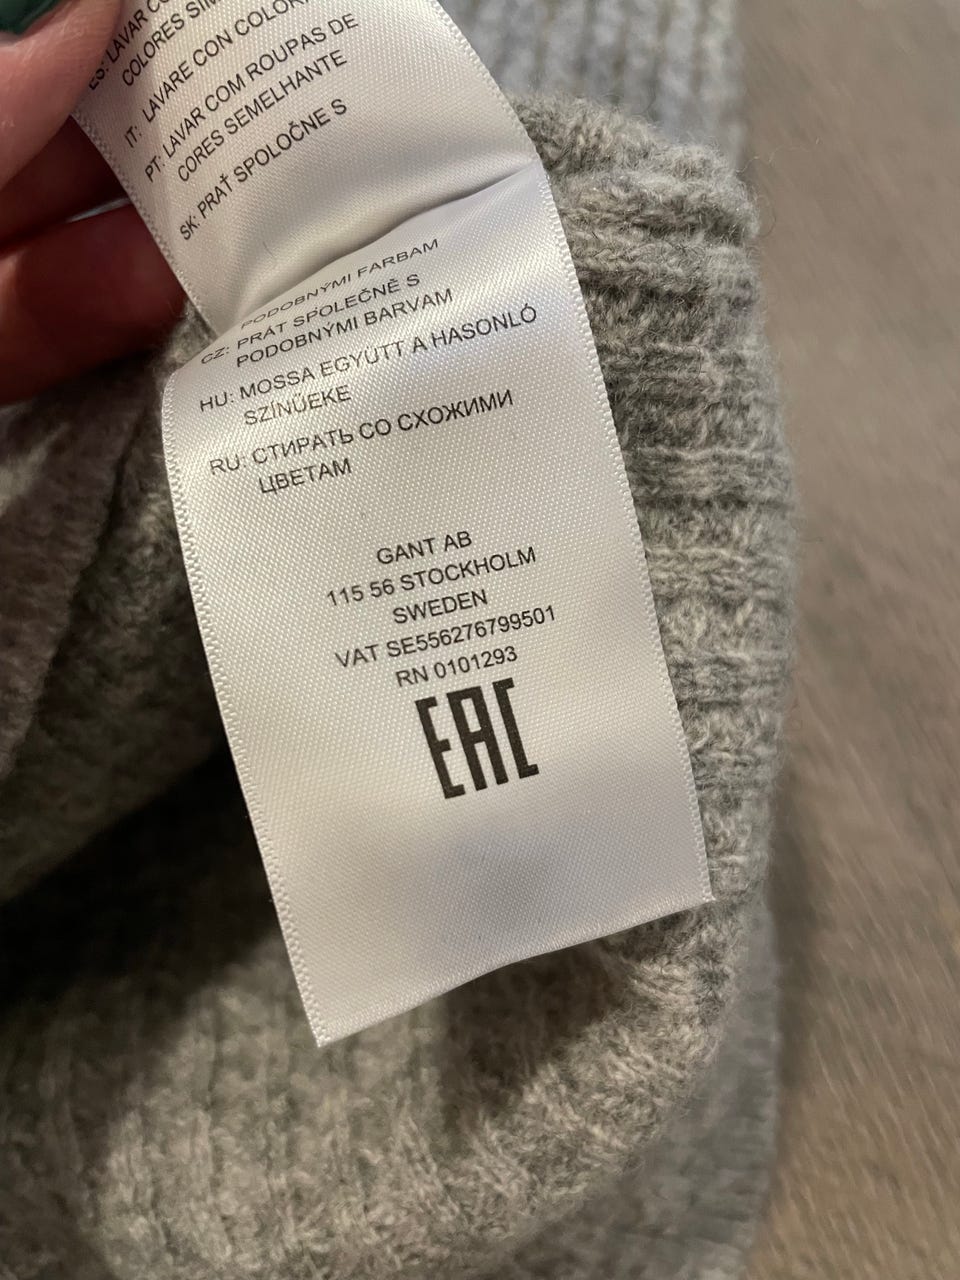 ES: LAVAR
COLORES
IT: LAVARE CON
PT: LAVAR COM ROUPAS DE
CORES SEMELHANTE
SK: PRAŤ SPOLOČNE S
PODOBNÝMI FARBAM
CZ: PRÁT SPOLEČNĚ S
PODOBNÝMI BARVAM
HU: MOSSA EGYÜTT A HASONLÓ
SZÍNŰEKE
RU: СТИРАТЬ СО СХОЖИМИ
ЦВЕТАМ
GANT AB
115 56 STOCKHOLM
SWEDEN
VAT SE556276799501
RN 0101293
EAC